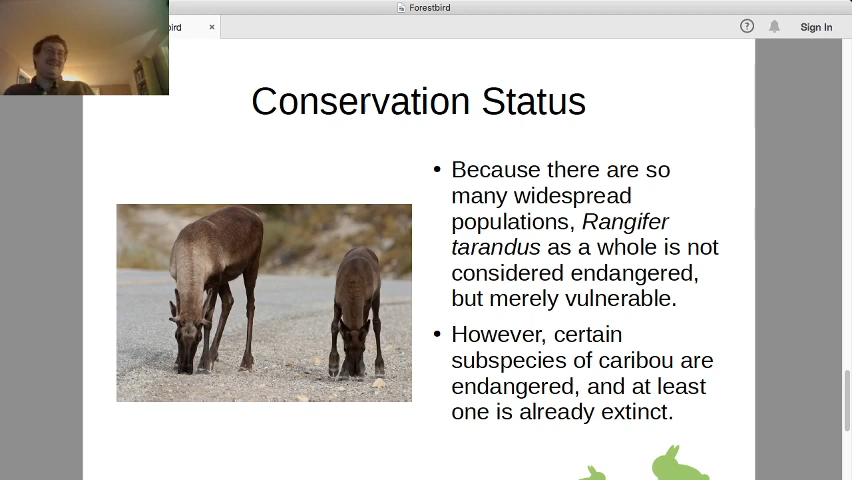 Forestbird
bird
Sign In
Conservation Status
• Because there are so
many widespread
populations, Rangifer
tarandus as a whole is not
considered endangered,
but merely vulnerable.
• However, certain
subspecies of caribou are
endangered, and at least
one is already extinct.